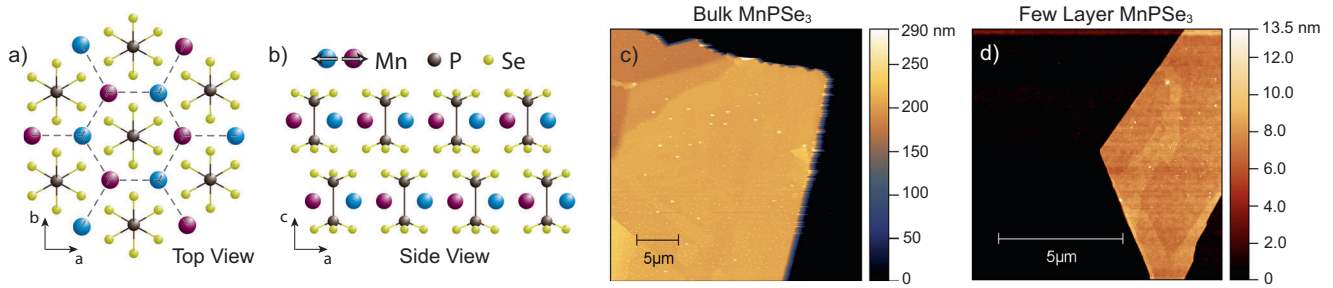 a)
b
a
Top View
b)
Mn
P
Se
c
a
Side View
Bulk MnPSe₃
c)
5µm
290 nm
250
200
150
100
50
0
Few Layer MnPSe₃
d)
5µm
13.5 nm
12.0
10.0
8.0
6.0
4.0
2.0
0